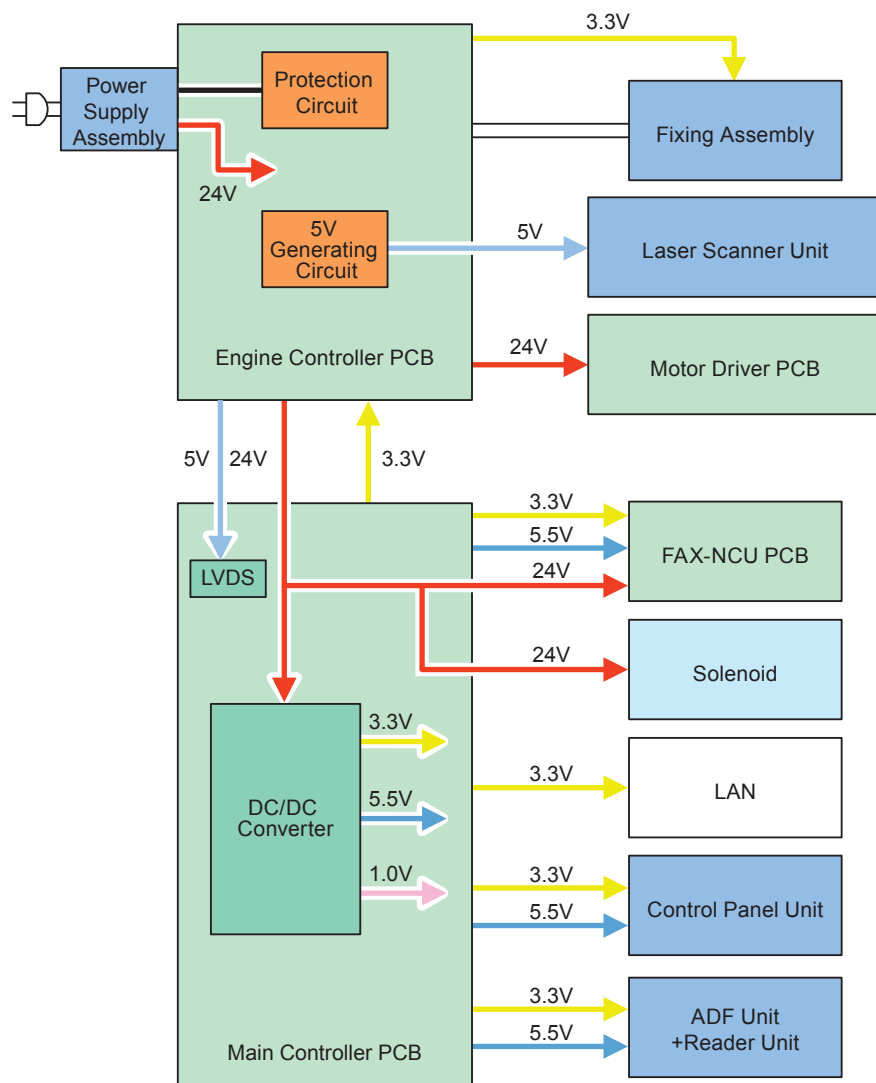 3.3V
Power
Supply
Assembly
Protection
Circuit
Fixing Assembly
24V
5V
Generating
Circuit
5V
Laser Scanner Unit
Engine Controller PCB
24V
Motor Driver PCB
5V
24V
3.3V
3.3V
5.5V
24V
FAX-NCU PCB
LVDS
24V
Solenoid
3.3V
5.5V
1.0V
DC/DC
Converter
3.3V
LAN
3.3V
5.5V
Control Panel Unit
3.3V
5.5V
ADF Unit
+Reader Unit
Main Controller PCB